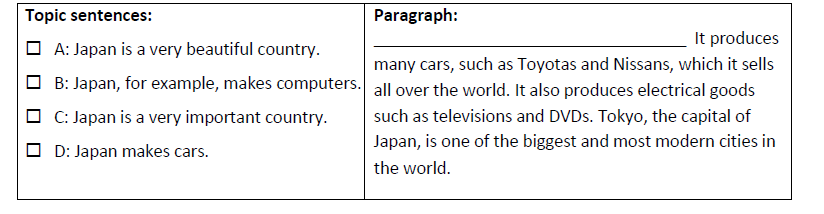 Topic sentences:
☐ A: Japan is a very beautiful country.
☐ B: Japan, for example, makes computers.
☐ C: Japan is a very important country.
☐ D: Japan makes cars.
Paragraph:
___________________________________ It produces
many cars, such as Toyotas and Nissans, which it sells
all over the world. It also produces electrical goods
such as televisions and DVDs. Tokyo, the capital of
Japan, is one of the biggest and most modern cities in
the world.